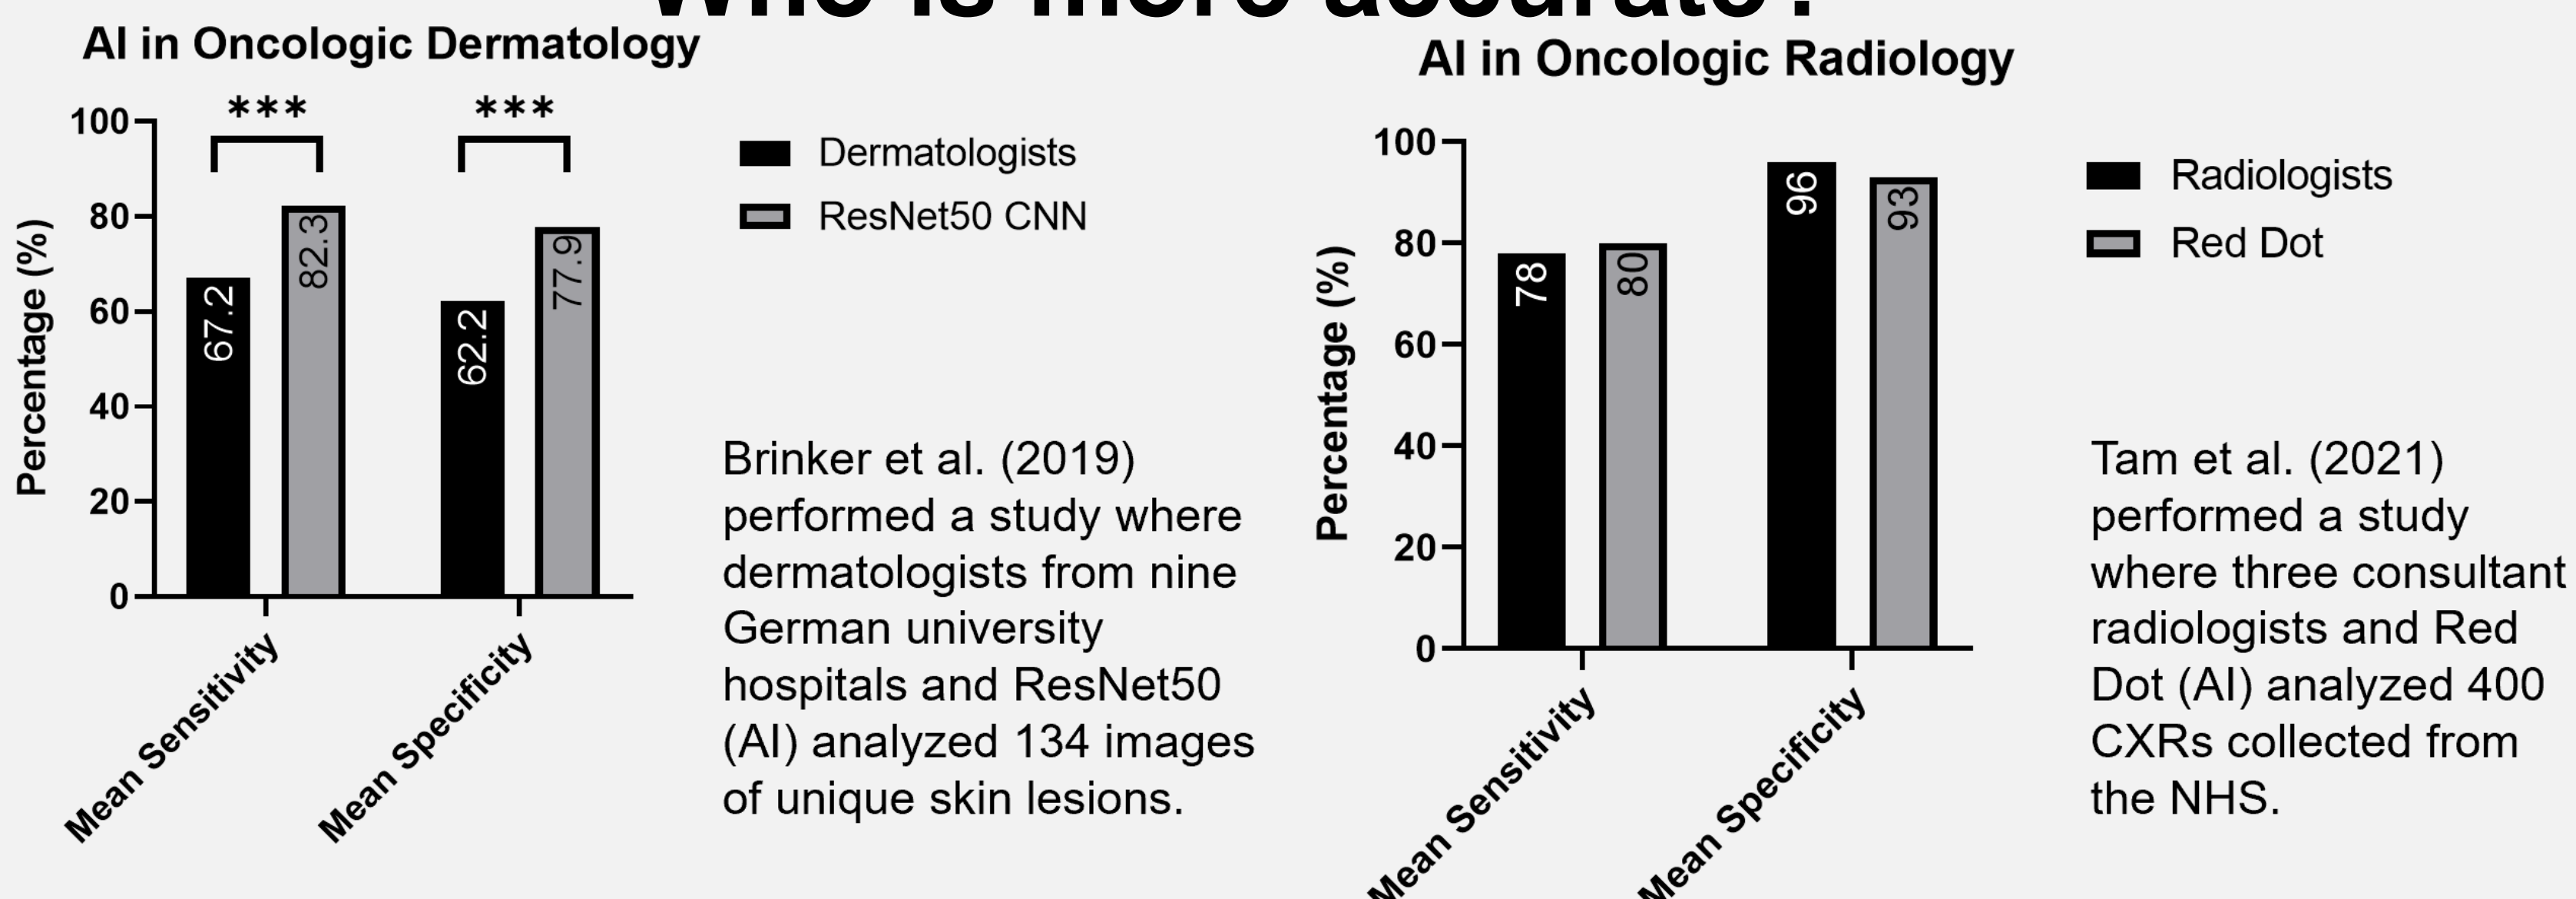 Who is more accurate?
AI in Oncologic Dermatology
***
***
100
80
60
40
20
0
Percentage (%)
67.2
82.3
62.2
77.9
Mean Sensitivity
Mean Specificity
Dermatologists
ResNet50 CNN
Brinker et al. (2019)
performed a study where
dermatologists from nine
German university
hospitals and ResNet50
(AI) analyzed 134 images
of unique skin lesions.
AI in Oncologic Radiology
100
80
60
40
20
0
Percentage (%)
78
80
96
93
Mean Sensitivity
Mean Specificity
Radiologists
Red Dot
Tam et al. (2021)
performed a study
where three consultant
radiologists and Red
Dot (AI) analyzed 400
CXRs collected from
the NHS.